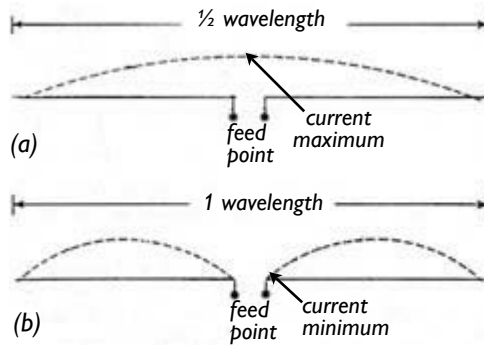 ½ wavelength
current
maximum
feed
point
(a)
1 wavelength
current
minimum
feed
point
(b)